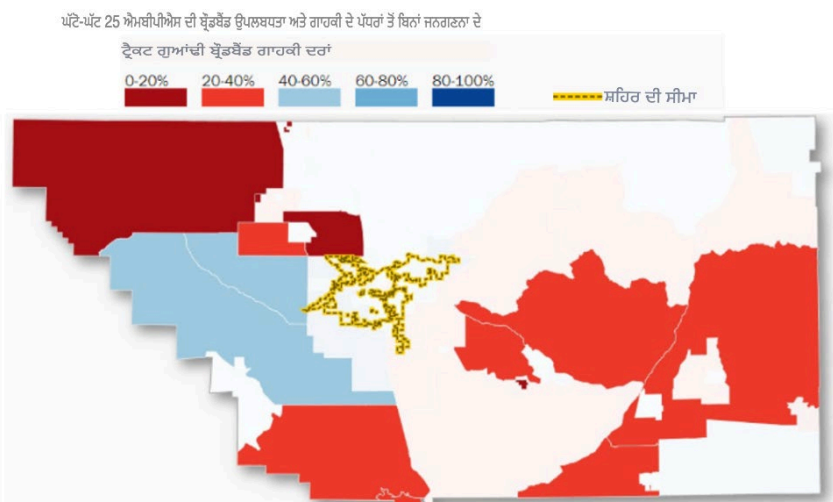 ਘੱਟੋ-ਘੱਟ 25 ਐਮਬੀਪੀਐਸ ਦੀ ਬ੍ਰੌਡਬੈਂਡ ਉਪਲਬਧਤਾ ਅਤੇ ਗਾਹਕੀ ਦੇ ਪੱਧਰਾਂ ਤੋਂ ਬਿਨਾਂ ਜਨਗਣਨਾ ਦੇ
ਟ੍ਰੈਕਟ ਗੁਆਂਢੀ ਬ੍ਰੌਡਬੈਂਡ ਗਾਹਕੀ ਦਰਾਂ
0-20% 20-40% 40-60% 60-80% 80-100%
ਸ਼ਹਿਰ ਦੀ ਸੀਮਾ